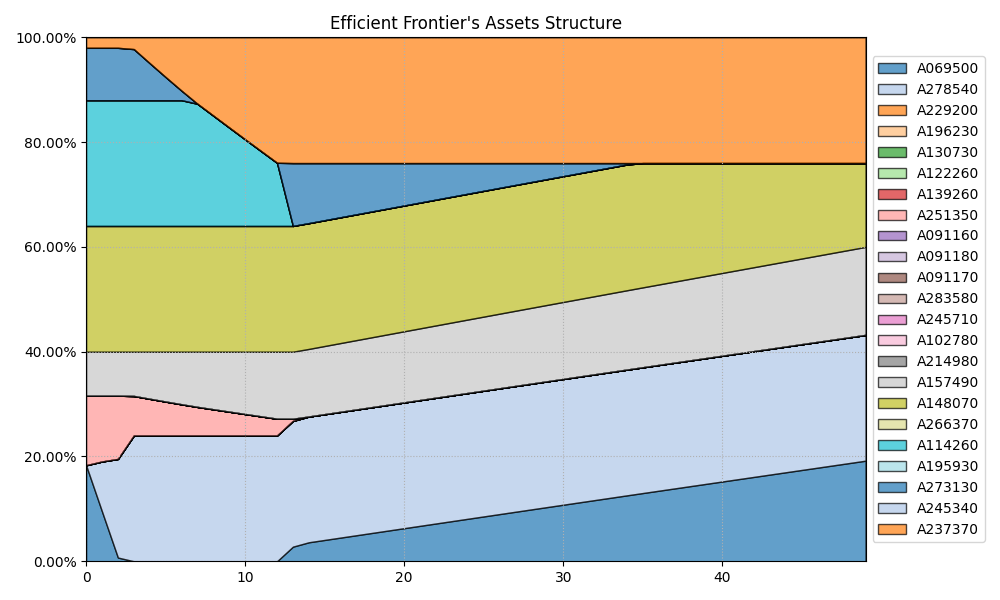 Efficient Frontier's Assets Structure
100.00%
80.00%
60.00%
40.00%
20.00%
0.00%
0
10
20
30
40
A069500
A278540
A229200
A196230
A130730
A122260
A139260
A251350
A091160
A091180
A091170
A283580
A245710
A102780
A214980
A157490
A148070
A266370
A114260
A195930
A273130
A245340
A237370